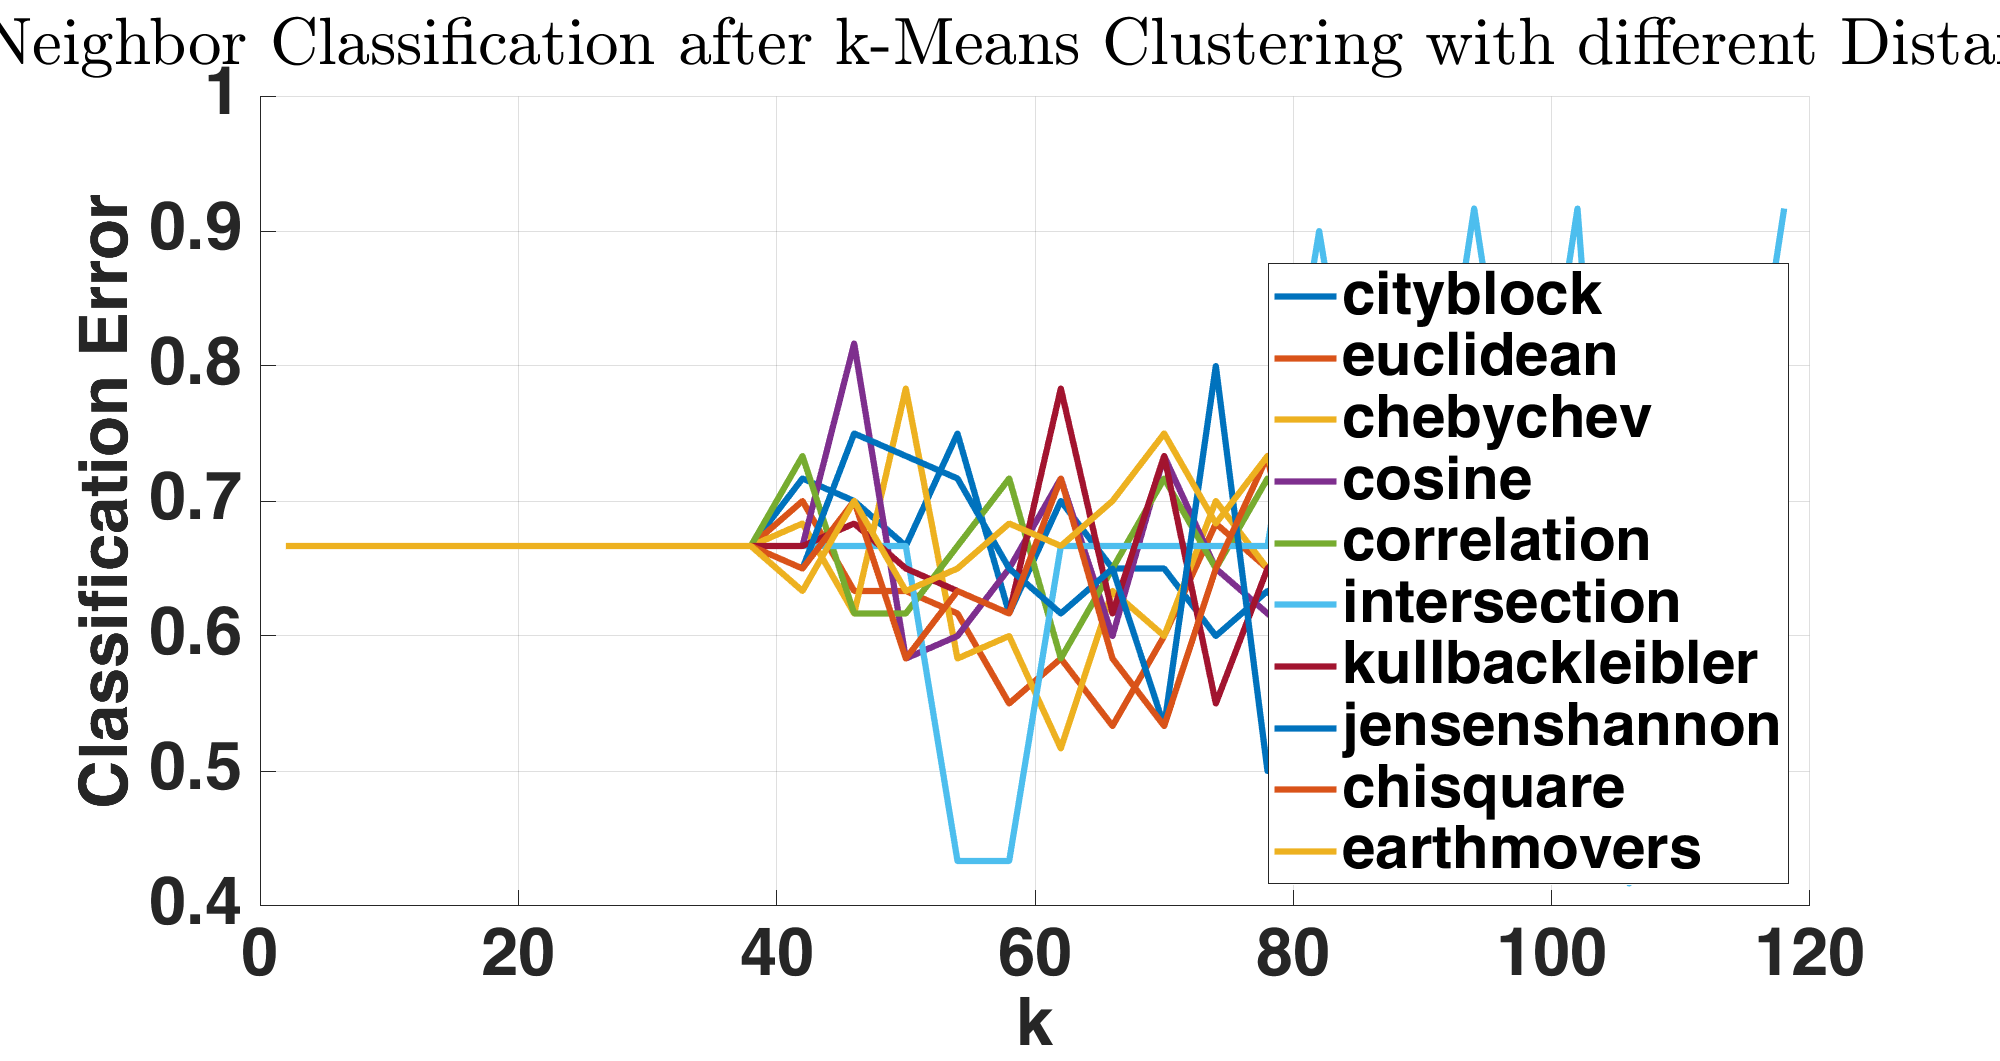 Neighbor Classification after k-Means Clustering with different
1
0.9
0.8
0.7
0.6
0.5
0.4
Classification Error
0 20 40 60 80 100 120
k
cityblock
euclidean
chebychev
cosine
correlation
intersection
kullbackleibler
jensenshannon
chisquare
earthmovers